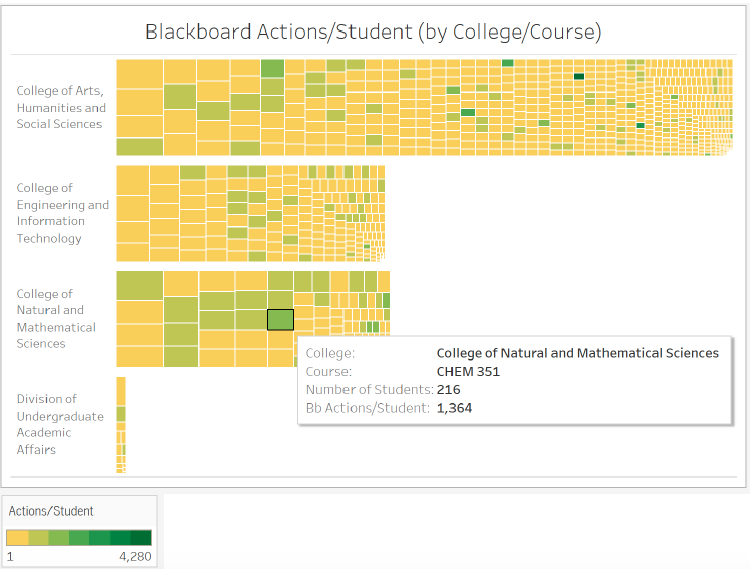 Blackboard Actions/Student (by College/Course)
College of Arts,
Humanities and
Social Sciences
College of
Engineering and
Information
Technology
College of
Natural and
Mathematical
Sciences
College: College of Natural and Mathematical Sciences
Course: CHEM 351
Number of Students: 216
Bb Actions/Student: 1,364
Division of
Undergraduate
Academic
Affairs
Actions/Student
1 4,280